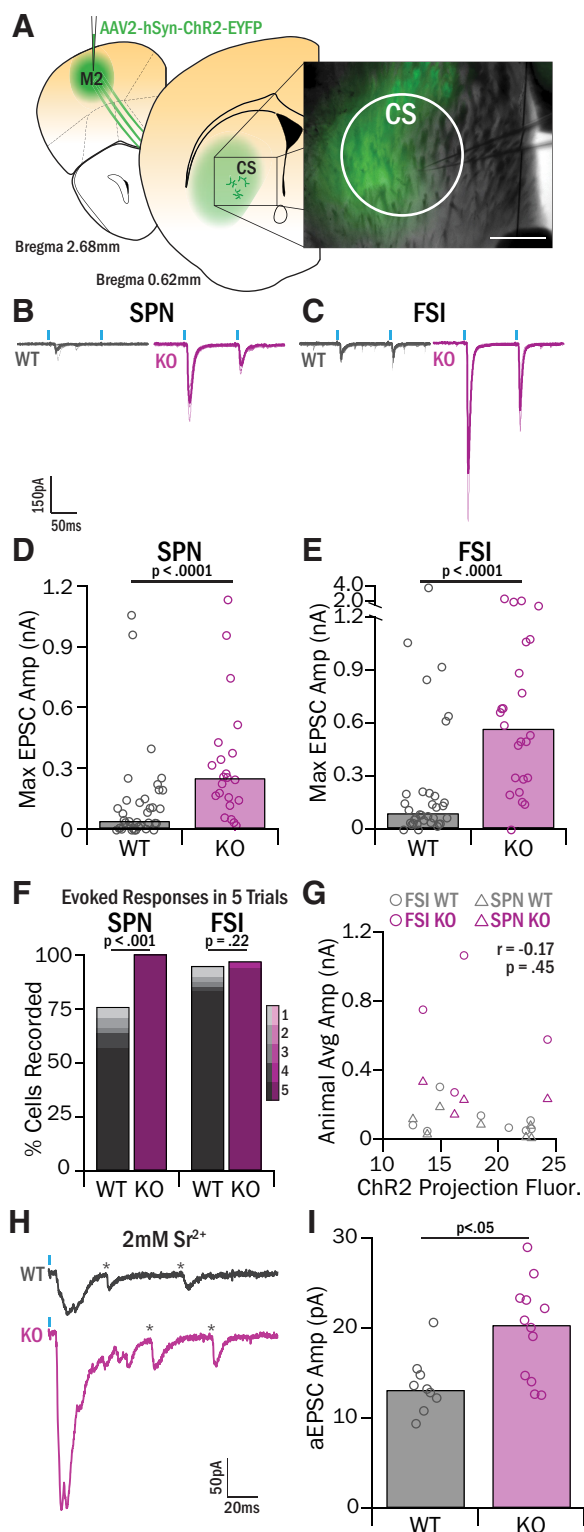 A
AAV2-hSyn-ChR2-EYFP
M2
CS
CS
Bregma 2.68mm
Bregma 0.62mm
B SPN
C FSI
WT
KO
WT
KO
150pA
50ms
D SPN
p < .0001
Max EPSC Amp (nA)
1.2
0.9
0.6
0.3
0
WT KO
E FSI
p < .0001
Max EPSC Amp (nA)
4.0
2.0
1.2
0.9
0.6
0.3
0
WT KO
F Evoked Responses in 5 Trials
SPN FSI
p < .001 p = .22
% Cells Recorded
100
75
50
25
0
1
2
3
4
5
WT KO WT KO
G
FSI WT SPN WT
FSI KO SPN KO
r = -0.17
p = .45
Animal Avg Amp (nA)
1.2
0.8
0.4
0
10 15 20 25
ChR2 Projection Fluor.
H 2mM Sr²⁺
WT
* *
KO
* *
50pA
20ms
I
p<.05
aEPSC Amp (pA)
30
20
10
0
WT KO